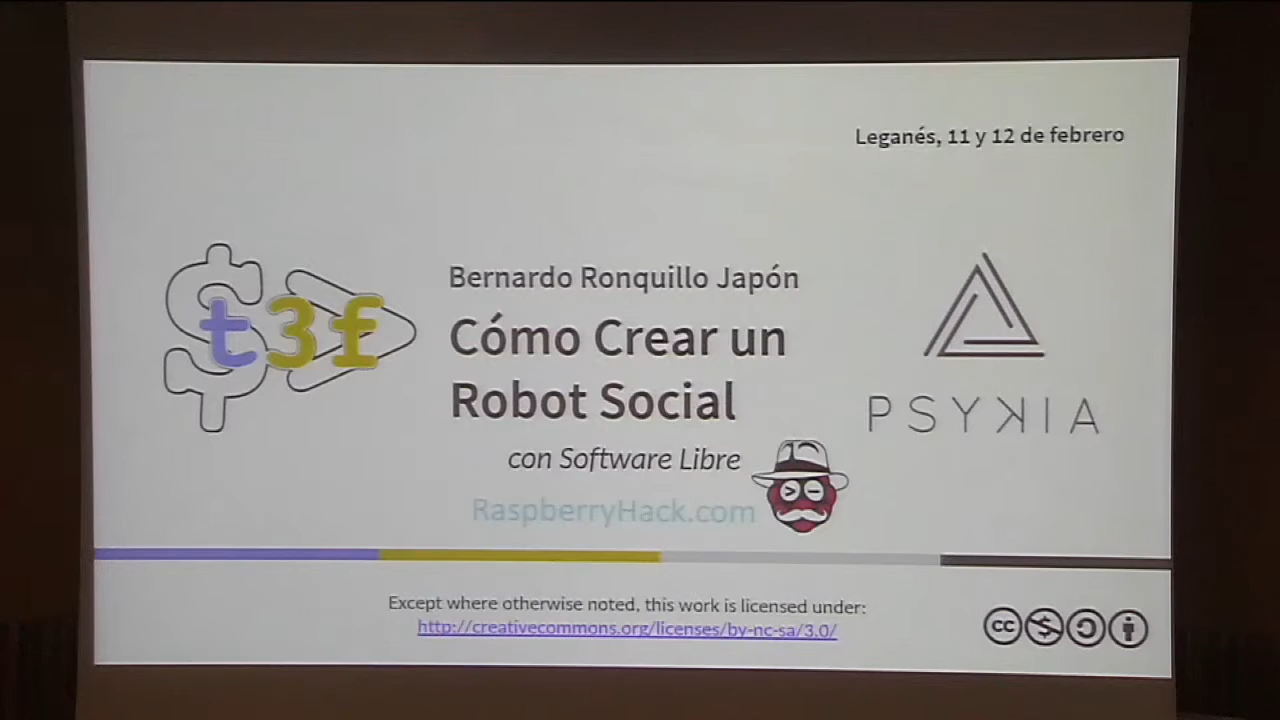 Leganés, 11 y 12 de febrero
$t3f
Bernardo Ronquillo Japón
Cómo Crear un
Robot Social
con Software Libre
RaspberryHack.com
PSYKIA
Except where otherwise noted, this work is licensed under:
http://creativecommons.org/licenses/by-nc-sa/3.0/
cc